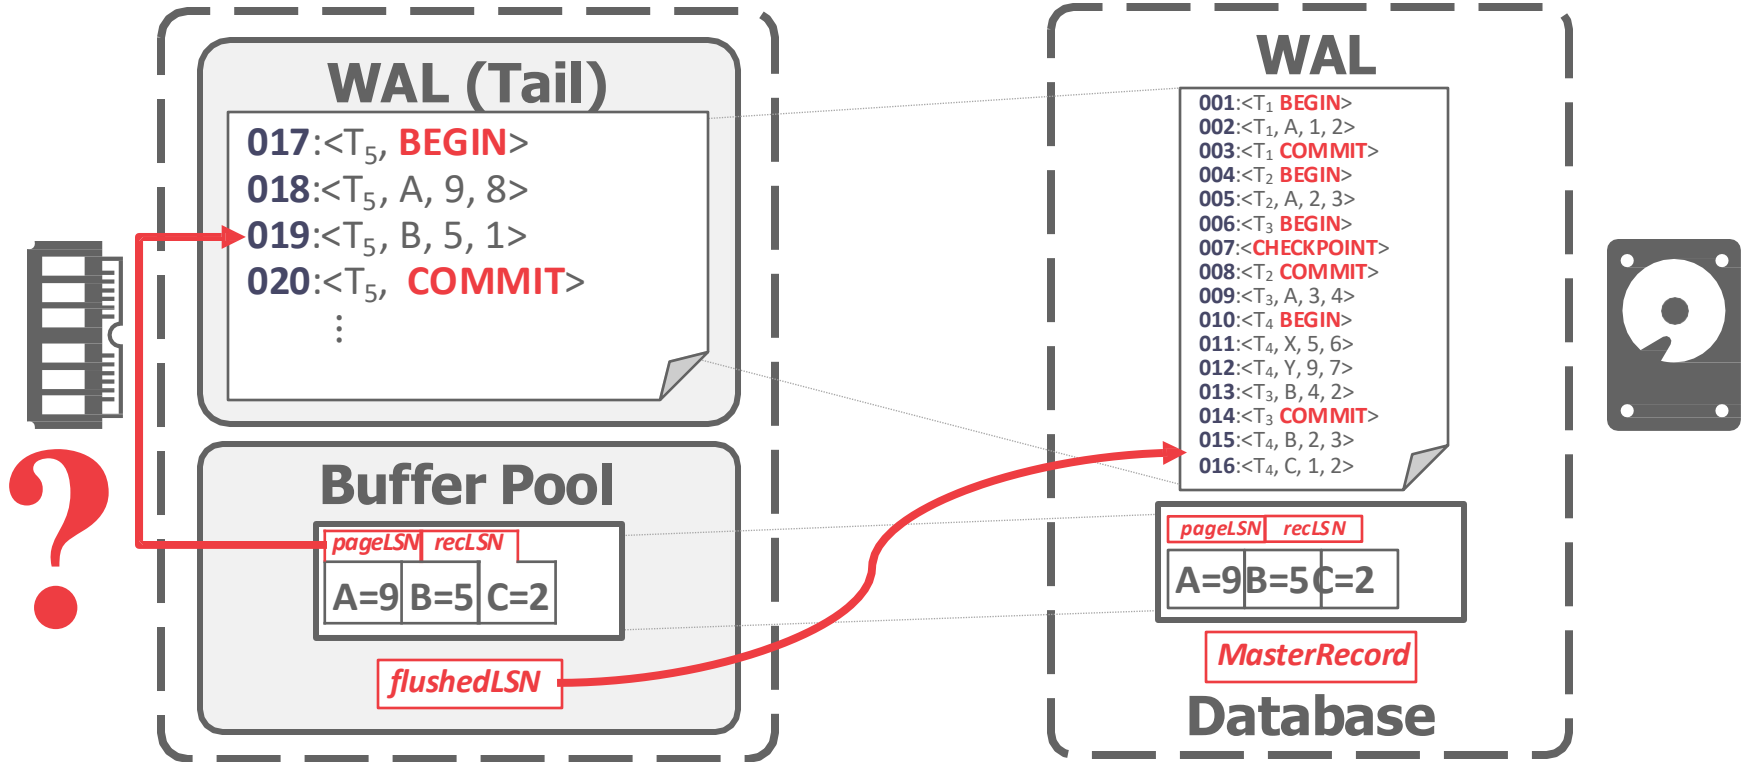 WAL (Tail)
017:<T5, BEGIN>
018:<T5, A, 9, 8>
019:<T5, B, 5, 1>
020:<T5, COMMIT>
⋮
?
Buffer Pool
pageLSN recLSN
A=9 B=5 C=2
flushedLSN
WAL
001:<T1 BEGIN>
002:<T1, A, 1, 2>
003:<T1 COMMIT>
004:<T2 BEGIN>
005:<T2, A, 2, 3>
006:<T3 BEGIN>
007:<CHECKPOINT>
008:<T2 COMMIT>
009:<T3, A, 3, 4>
010:<T4 BEGIN>
011:<T4, X, 5, 6>
012:<T4, Y, 9, 7>
013:<T3, B, 4, 2>
014:<T3 COMMIT>
015:<T4, B, 2, 3>
016:<T4, C, 1, 2>
pageLSN recLSN
A=9 B=5 C=2
MasterRecord
Database